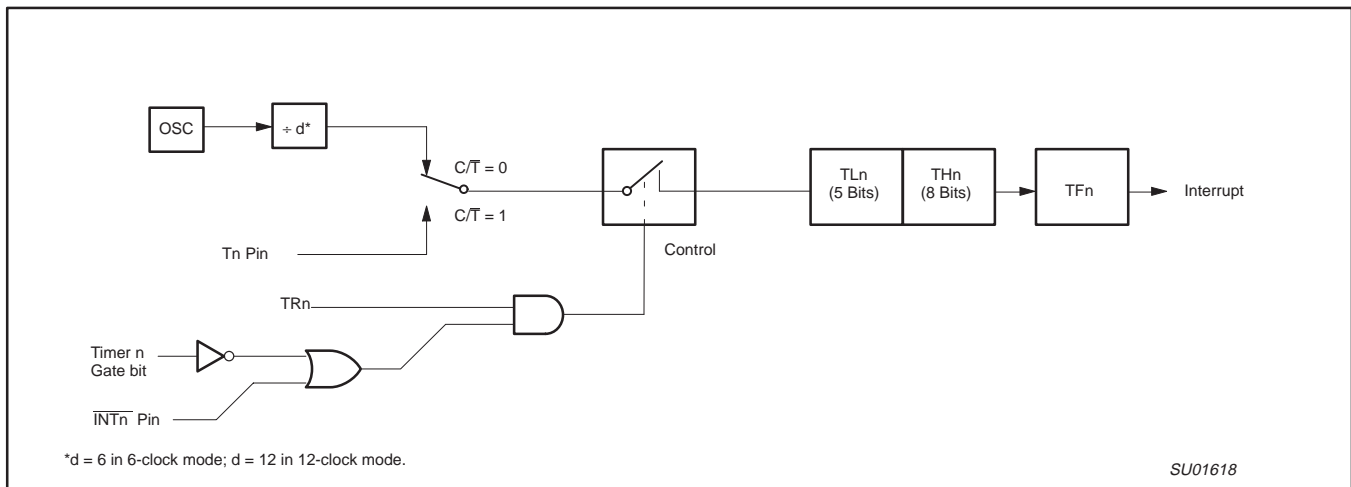 OSC
÷ d*
C/T̅ = 0
C/T̅ = 1
Tn Pin
TLn
(5 Bits)
THn
(8 Bits)
TFn
Interrupt
Control
TRn
Timer n
Gate bit
I̅N̅T̅n̅ Pin
*d = 6 in 6-clock mode; d = 12 in 12-clock mode.
SU01618